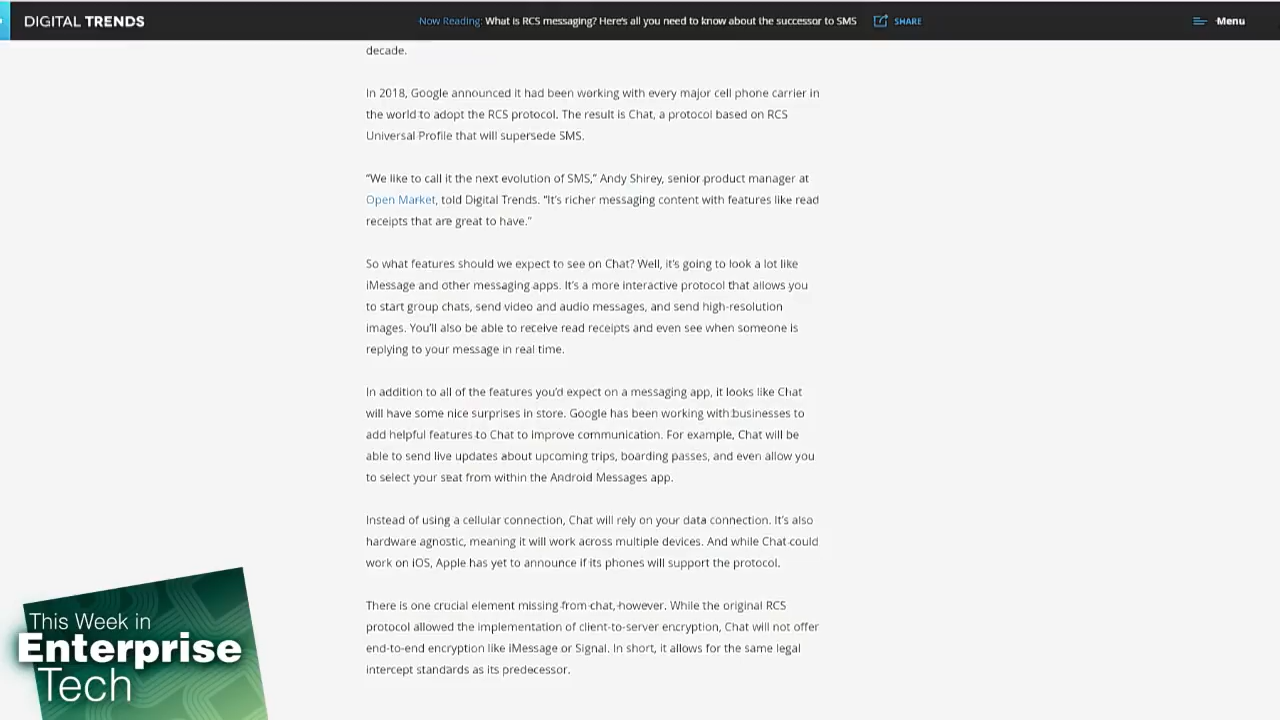 DIGITAL TRENDS
Now Reading: What is RCS messaging? Here's all you need to know about the successor to SMS
SHARE
Menu
decade.
In 2018, Google announced it had been working with every major cell phone carrier in
the world to adopt the RCS protocol. The result is Chat, a protocol based on RCS
Universal Profile that will supersede SMS.
“We like to call it the next evolution of SMS,” Andy Shirey, senior product manager at
Open Market, told Digital Trends. “It’s richer messaging content with features like read
receipts that are great to have.”
So what features should we expect to see on Chat? Well, it’s going to look a lot like
iMessage and other messaging apps. It’s a more interactive protocol that allows you
to start group chats, send video and audio messages, and send high-resolution
images. You’ll also be able to receive read receipts and even see when someone is
replying to your message in real time.
In addition to all of the features you’d expect on a messaging app, it looks like Chat
will have some nice surprises in store. Google has been working with businesses to
add helpful features to Chat to improve communication. For example, Chat will be
able to send live updates about upcoming trips, boarding passes, and even allow you
to select your seat from within the Android Messages app.
Instead of using a cellular connection, Chat will rely on your data connection. It’s also
hardware agnostic, meaning it will work across multiple devices. And while Chat could
work on iOS, Apple has yet to announce if its phones will support the protocol.
There is one crucial element missing from chat, however. While the original RCS
protocol allowed the implementation of client-to-server encryption, Chat will not offer
end-to-end encryption like iMessage or Signal. In short, it allows for the same legal
intercept standards as its predecessor.
This Week in
Enterprise
Tech